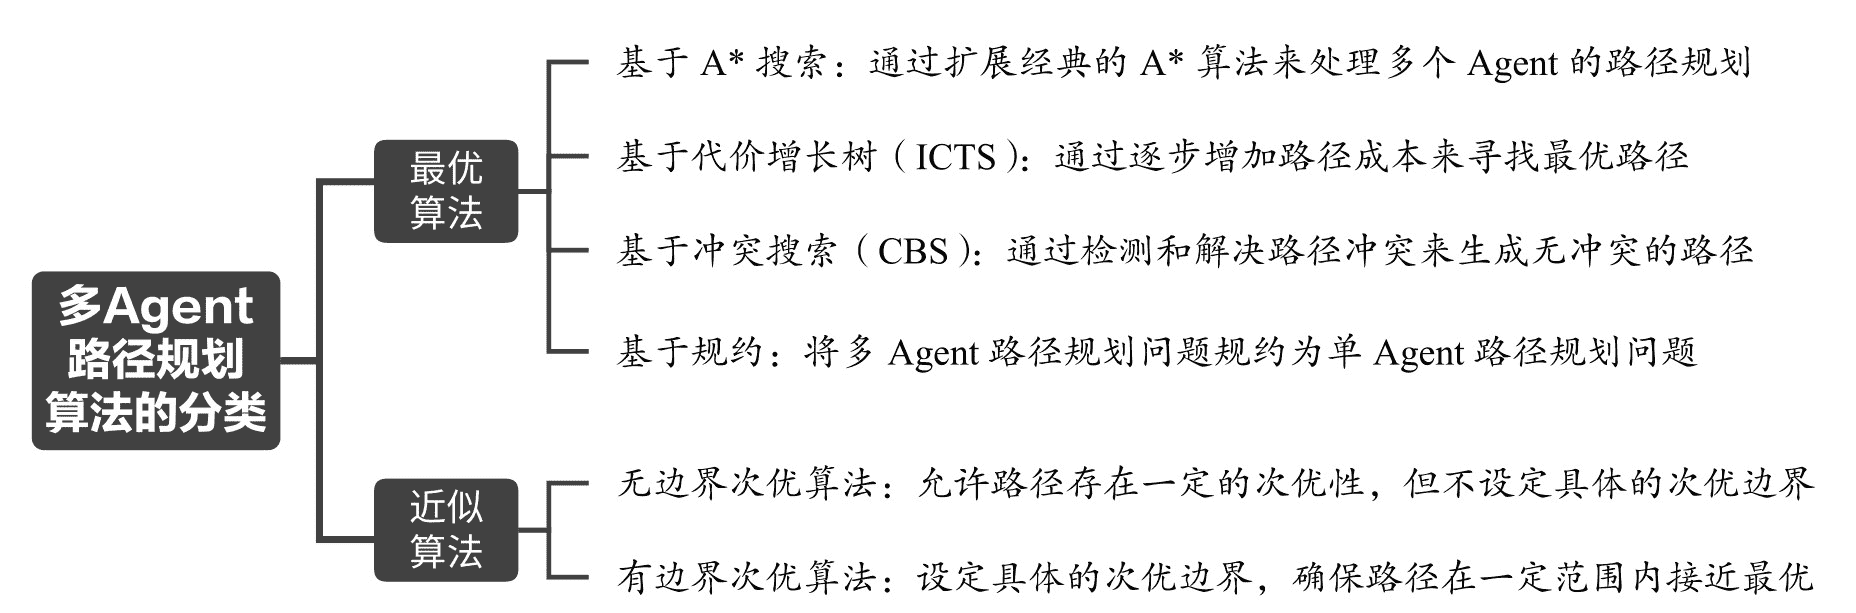 多Agent
路径规划
算法的分类
最优
算法
基于 A* 搜索：通过扩展经典的 A* 算法来处理多个 Agent 的路径规划
基于代价增长树（ICTS）：通过逐步增加路径成本来寻找最优路径
基于冲突搜索（CBS）：通过检测和解决路径冲突来生成无冲突的路径
基于规约：将多 Agent 路径规划问题规约为单 Agent 路径规划问题
近似
算法
无边界次优算法：允许路径存在一定的次优性，但不设定具体的次优边界
有边界次优算法：设定具体的次优边界，确保路径在一定范围内接近最优